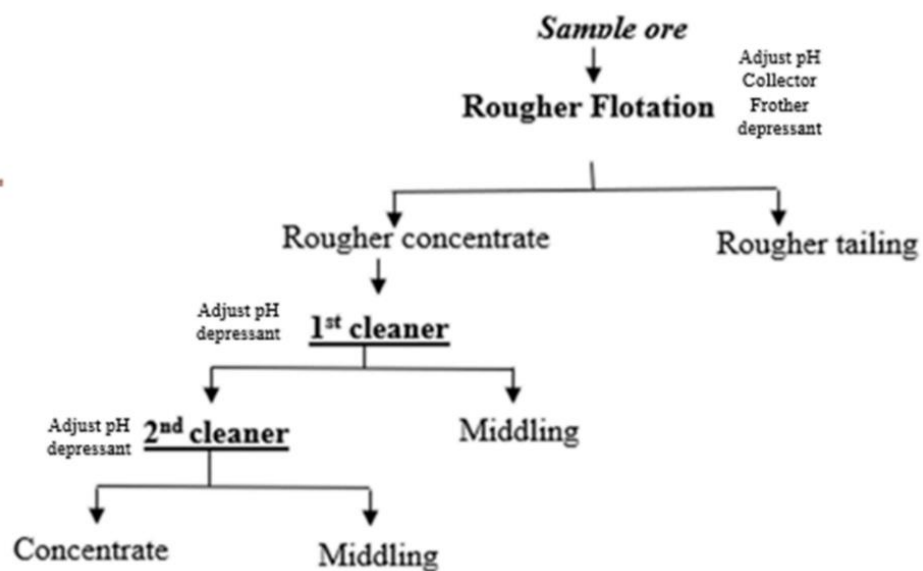 Sample ore
Adjust pH
Collector
Frother
depressant
Rougher Flotation
Rougher concentrate
Rougher tailing
Adjust pH
depressant
1st cleaner
Adjust pH
depressant
2nd cleaner
Middling
Concentrate
Middling